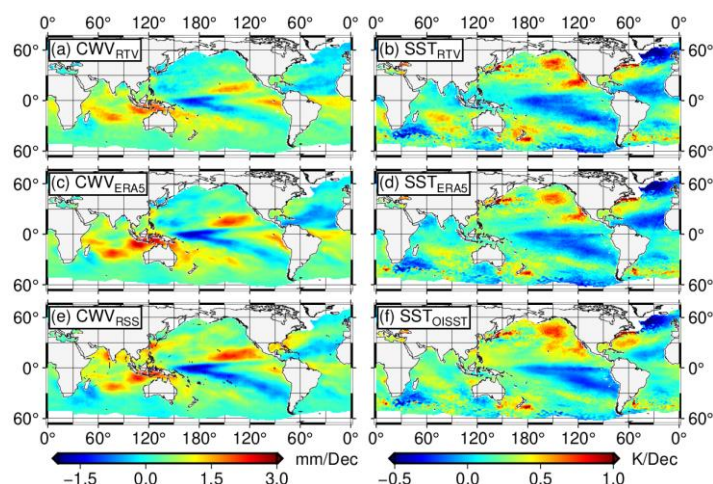 0° 60° 120° 180° 120° 60° 0° 60° 120° 180° 120° 60° 0°
60° (a) CWV_RTV (b) SST_RTV 60°
0° 0°
60° 60°
60° (c) CWV_ERA5 (d) SST_ERA5 60°
0° 0°
60° 60°
60° (e) CWV_RSS (f) SST_OISST 60°
0° 0°
60° 60°
0° 60° 120° 180° 120° 60° 0° 60° 120° 180° 120° 60° 0°
−1.5 0.0 1.5 3.0 mm/Dec −0.5 0.0 0.5 1.0 K/Dec